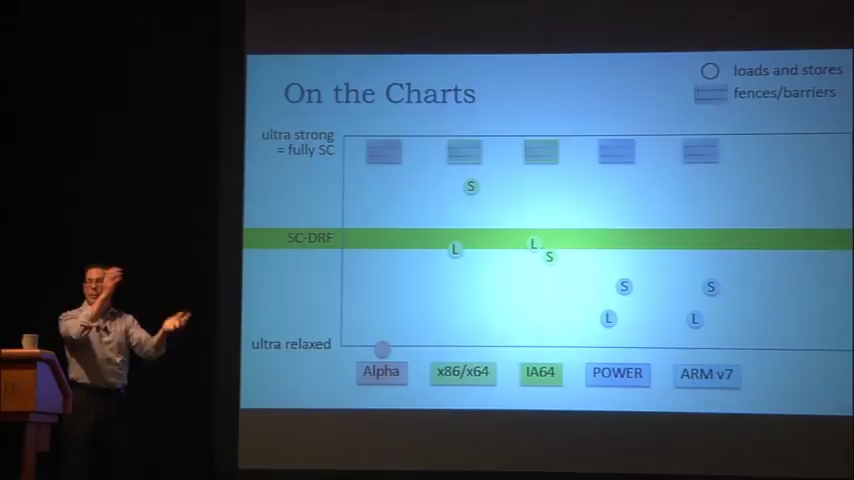 On the Charts
loads and stores
fences/barriers
ultra strong
= fully SC
S
SC-DRF
L
L
S
S
S
L
L
ultra relaxed
Alpha
x86/x64
IA64
POWER
ARM v7